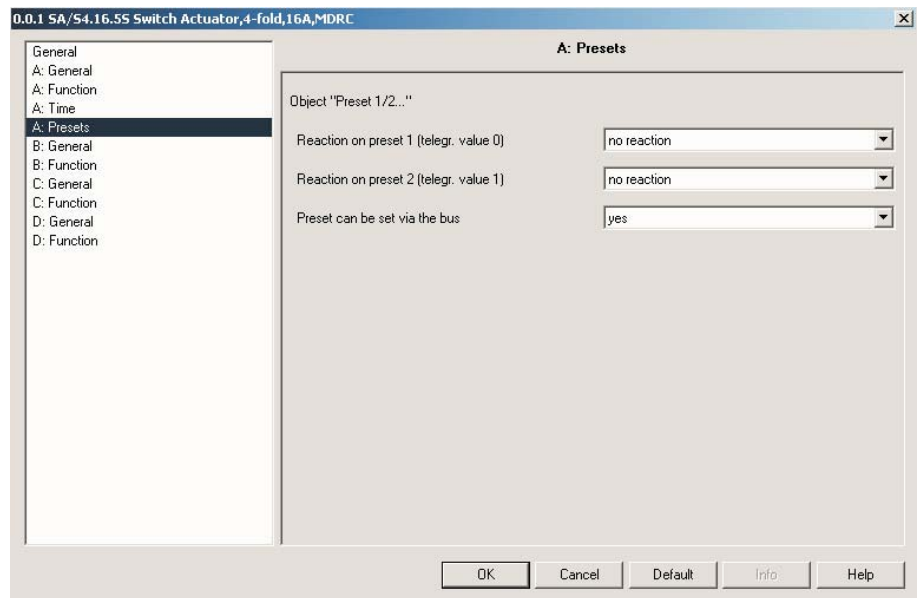 0.0.1 SA/S4.16.5S Switch Actuator,4-fold,16A,MDRC
General
A: General
A: Function
A: Time
A: Presets
B: General
B: Function
C: General
C: Function
D: General
D: Function
A: Presets
Object "Preset 1/2..."
Reaction on preset 1 (telegr. value 0) no reaction
Reaction on preset 2 (telegr. value 1) no reaction
Preset can be set via the bus yes
OK Cancel Default Info Help